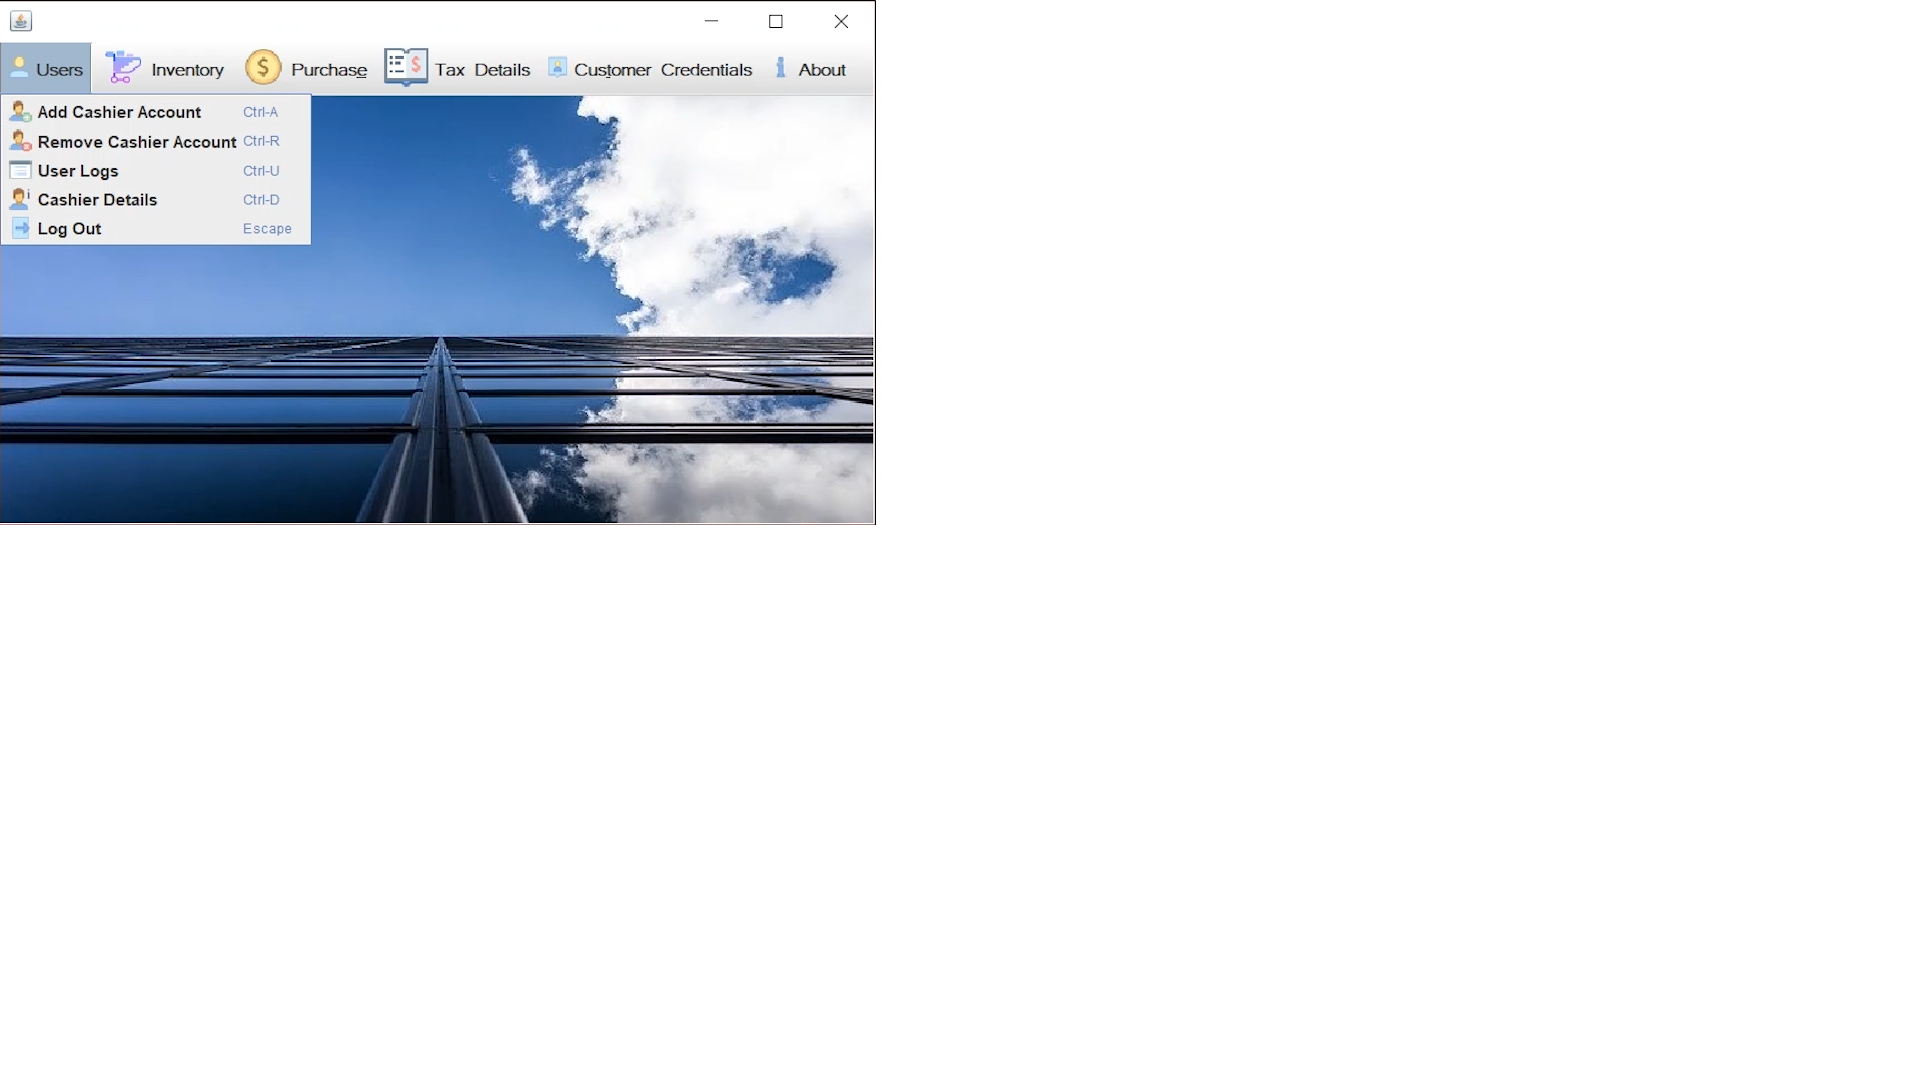 Users Inventory Purchase Tax Details Customer Credentials About
Add Cashier Account Ctrl-A
Remove Cashier Account Ctrl-R
User Logs Ctrl-U
Cashier Details Ctrl-D
Log Out Escape